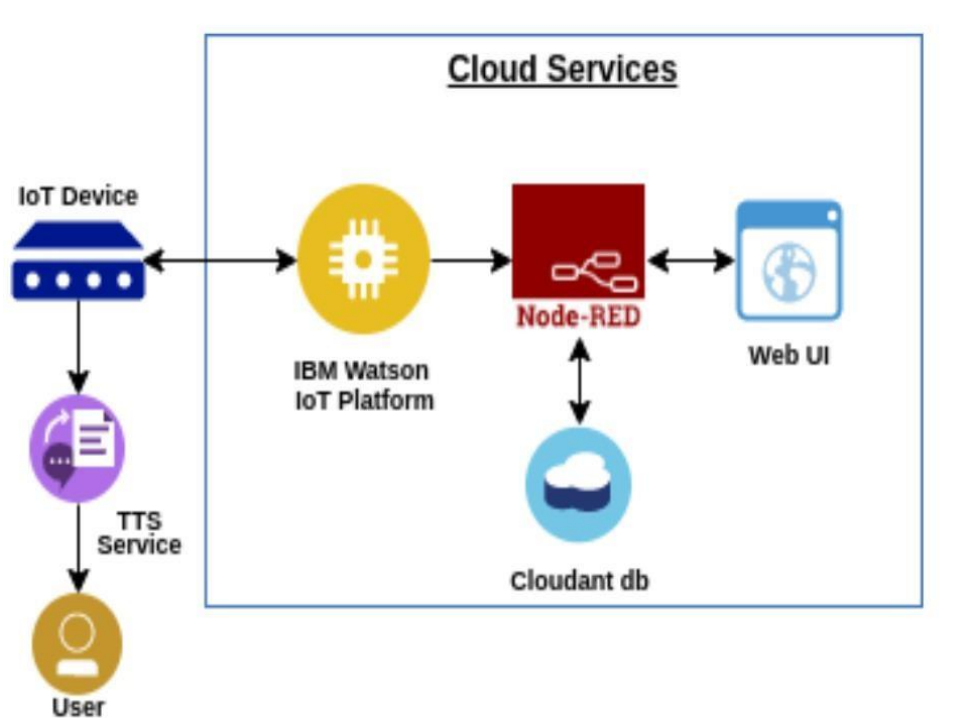 Cloud Services
IoT Device
Node-RED
Web UI
IBM Watson
IoT Platform
TTS
Service
Cloudant db
User